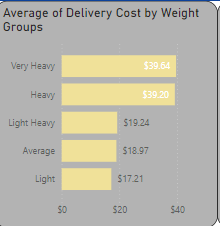 Average of Delivery Cost by Weight
Groups
Very Heavy $39.64
Heavy $39.20
Light Heavy $19.24
Average $18.97
Light $17.21
$0 $20 $40